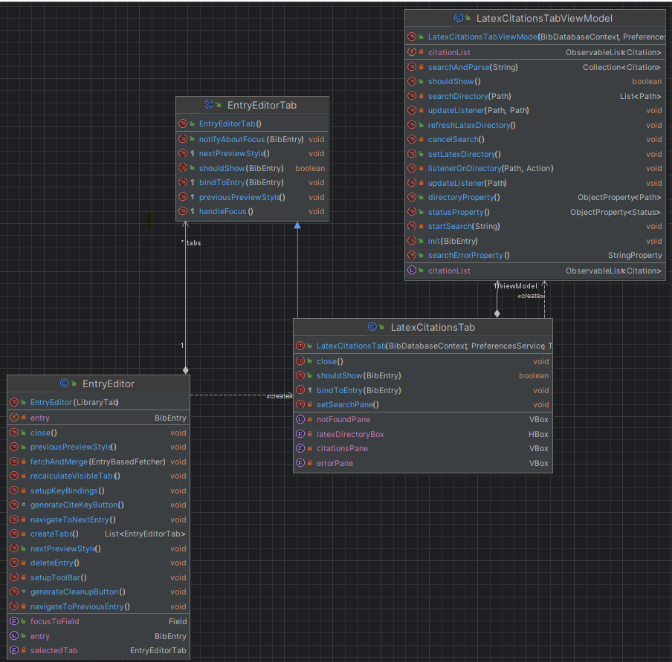 LatexCitationsTabViewModel
LatexCitationsTabViewModel(BibDatabaseContext, Preferences
citationList ObservableList<Citation>
searchAndParse(String) Collection<Citation>
shouldShow() boolean
searchDirectory(Path) List<Path>
updateListener(Path, Path) void
refreshLatexDirectory() void
cancelSearch() void
setLatexDirectory() void
listenerOnDirectory(Path, Action) void
updateListener(Path) void
directoryProperty() ObjectProperty<Path>
statusProperty() ObjectProperty<Status>
startSearch(String) void
init(BibEntry) void
searchErrorProperty() StringProperty
citationList ObservableList<Citation>
EntryEditorTab
EntryEditorTab()
notifyAboutFocus(BibEntry) void
nextPreviewStyle() void
shouldShow(BibEntry) boolean
bindToEntry(BibEntry) void
previousPreviewStyle() void
handleFocus() void
* tabs
1
1 viewModel
«create»
LatexCitationsTab
LatexCitationsTab(BibDatabaseContext, PreferencesService, T
close() void
shouldShow(BibEntry) boolean
bindToEntry(BibEntry) void
setSearchPane() void
notFoundPane VBox
latexDirectoryBox HBox
citationsPane VBox
errorPane VBox
«create»
EntryEditor
EntryEditor(LibraryTab)
entry BibEntry
close() void
previousPreviewStyle() void
fetchAndMerge(EntryBasedFetcher) void
recalculateVisibleTabs() void
setupKeyBindings() void
generateCiteKeyButton() void
navigateToNextEntry() void
createTabs() List<EntryEditorTab>
nextPreviewStyle() void
deleteEntry() void
setupToolBar() void
generateCleanupButton() void
navigateToPreviousEntry() void
focusToField Field
entry BibEntry
selectedTab EntryEditorTab